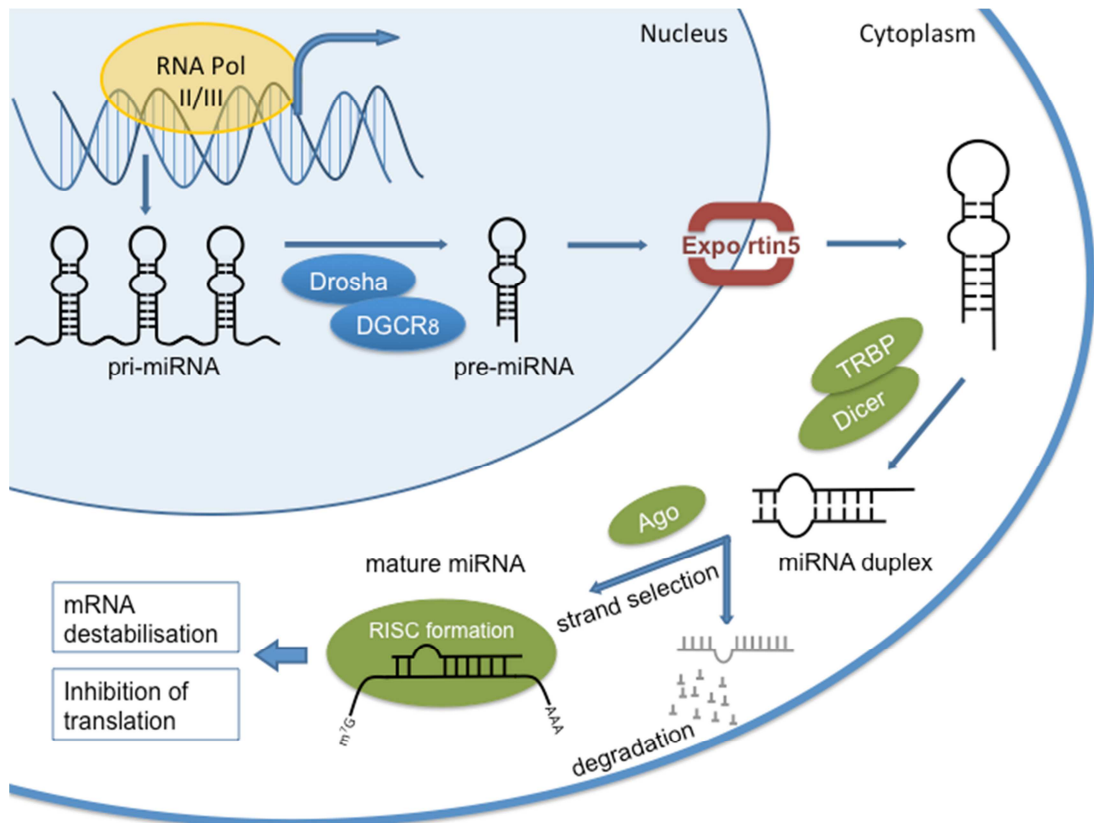 Nucleus
Cytoplasm
RNA Pol
II/III
Exportin5
Drosha
DGCR8
pri-miRNA
pre-miRNA
TRBP
Dicer
Ago
miRNA duplex
mature miRNA
strand selection
mRNA
destabilisation
RISC formation
Inhibition of
translation
m⁷G
AAA
degradation